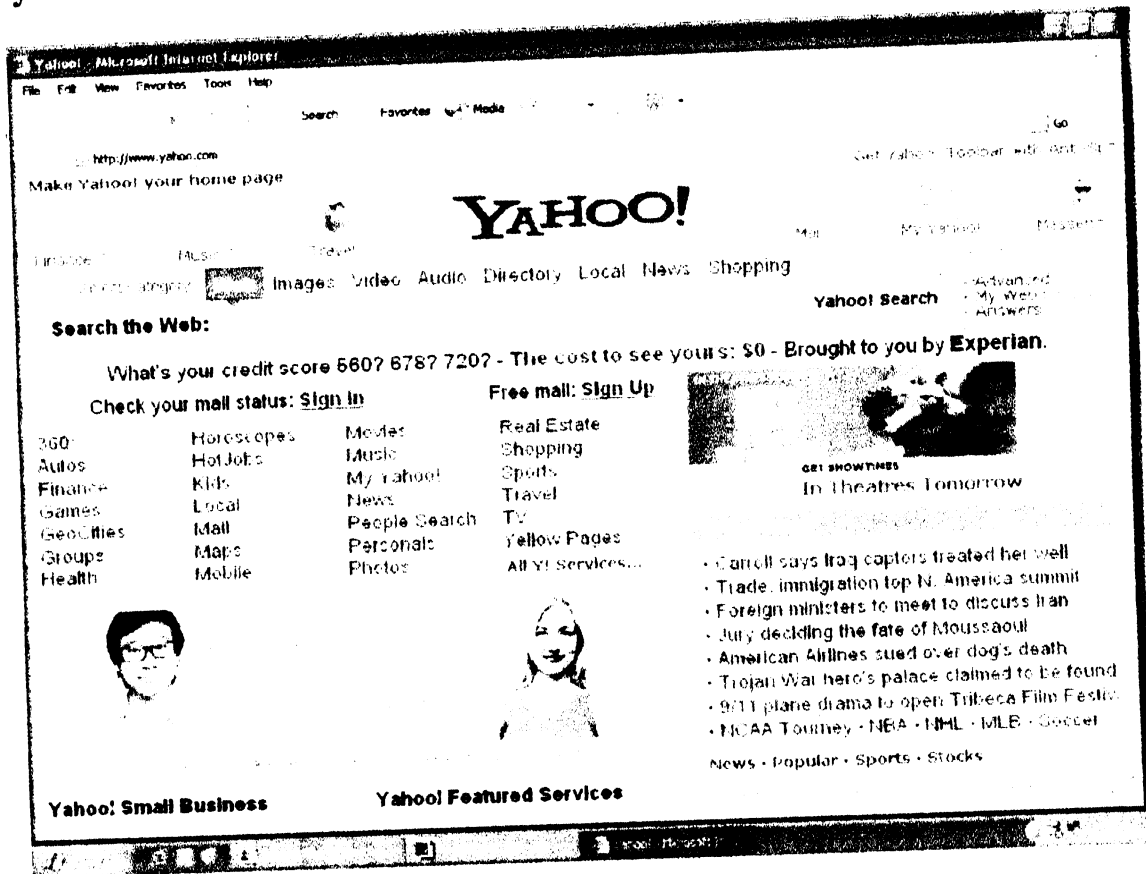 Yahoo! - Microsoft Internet Explorer
File Edit View Favorites Tools Help
Search Favorites Media
http://www.yahoo.com Go
Make Yahoo! your home page Get Yahoo! Toolbar with Anti-Spy
YAHOO!
Finance Music Travel My Yahoo!
Images Video Audio Directory Local News Shopping
Search the Web: Yahoo! Search
· Advanced
· My Web
· Answers
What's your credit score 560? 678? 720? - The cost to see yours: $0 - Brought to you by Experian.
Check your mail status: Sign In Free mail: Sign Up
360° Horoscopes Movies Real Estate
Autos HotJobs Music Shopping
Finance Kids My Yahoo! Sports
Games Local News Travel
GeoCities Mail People Search TV
Groups Maps Personals Yellow Pages
Health Mobile Photos All Y! Services...
GET SHOWTIMES
In Theatres Tomorrow
· Carroll says Iraq captors treated her well
· Trade, immigration top N. America summit
· Foreign ministers to meet to discuss Iran
· Jury deciding the fate of Moussaoui
· American Airlines sued over dog's death
· Trojan War hero's palace claimed to be found
· 9/11 plane drama to open Tribeca Film Festiv
· NCAA Tourney · NBA · NHL · MLB · Soccer
News · Popular · Sports · Stocks
Yahoo! Small Business Yahoo! Featured Services